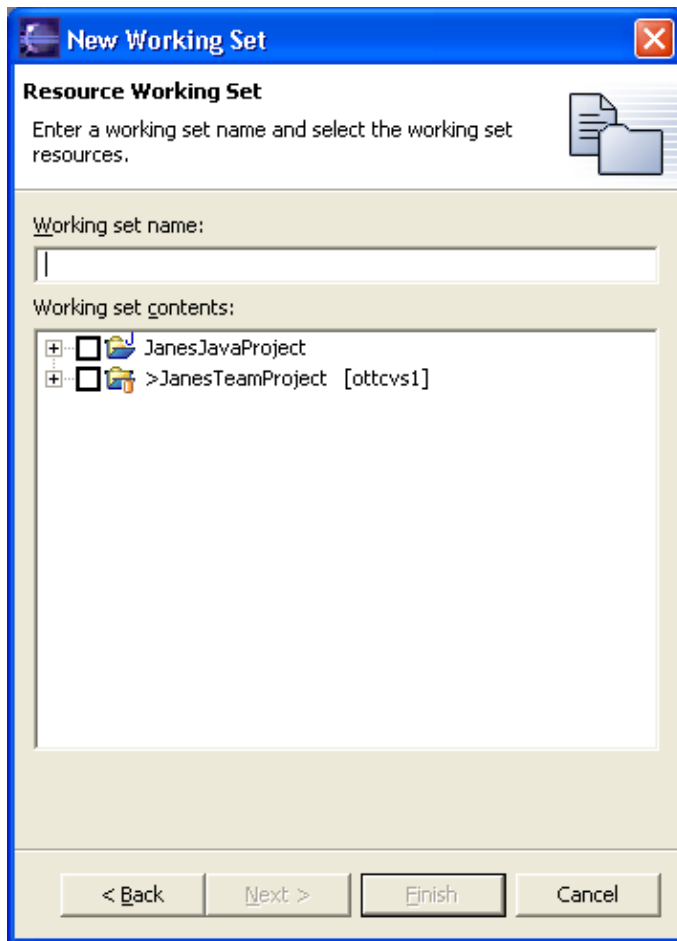 New Working Set
Resource Working Set
Enter a working set name and select the working set
resources.
Working set name:
Working set contents:
JanesJavaProject
>JanesTeamProject [ottcvs1]
< Back
Next >
Finish
Cancel